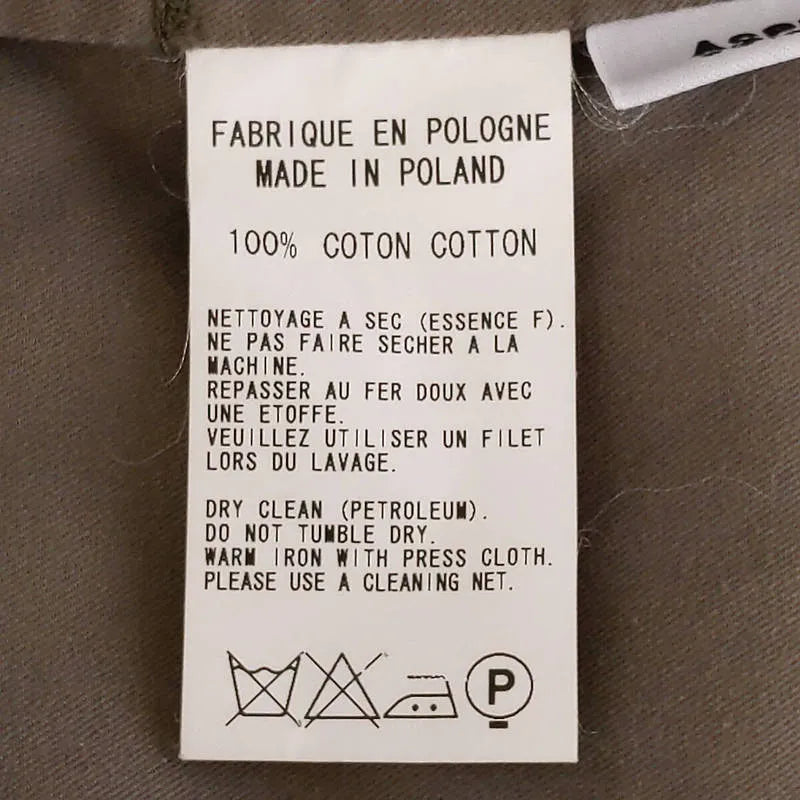 FABRIQUE EN POLOGNE
MADE IN POLAND
100% COTON COTTON
NETTOYAGE A SEC (ESSENCE F).
NE PAS FAIRE SECHER A LA
MACHINE.
REPASSER AU FER DOUX AVEC
UNE ETOFFE.
VEUILLEZ UTILISER UN FILET
LORS DU LAVAGE.
DRY CLEAN (PETROLEUM).
DO NOT TUMBLE DRY.
WARM IRON WITH PRESS CLOTH.
PLEASE USE A CLEANING NET.
P